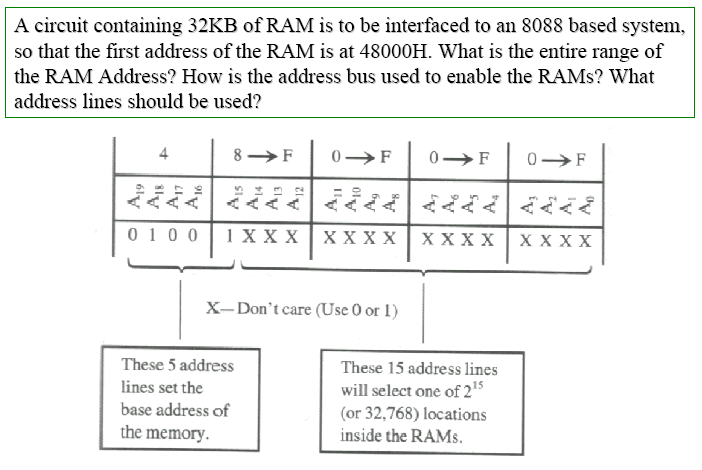 A circuit containing 32KB of RAM is to be interfaced to an 8088 based system,
so that the first address of the RAM is at 48000H. What is the entire range of
the RAM Address? How is the address bus used to enable the RAMs? What
address lines should be used?
4 8 → F 0 → F 0 → F 0 → F
A19 A18 A17 A16 A15 A14 A13 A12 A11 A10 A9 A8 A7 A6 A5 A4 A3 A2 A1 A0
0 1 0 0 1 X X X X X X X X X X X X X X X
X—Don't care (Use 0 or 1)
These 5 address
lines set the
base address of
the memory.
These 15 address lines
will select one of 2¹⁵
(or 32,768) locations
inside the RAMs.